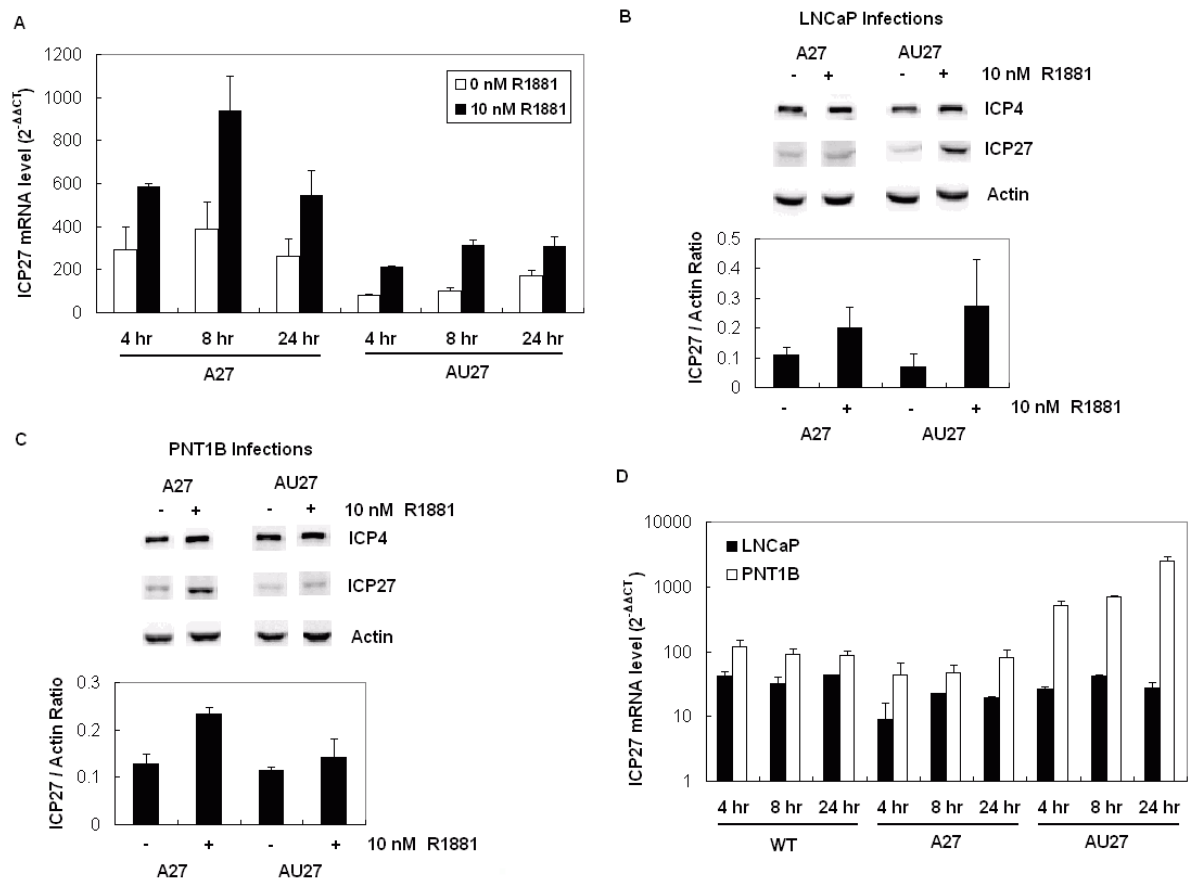 A
ICP27 mRNA level (2^-ΔΔCT)
1200
1000
800
600
400
200
0
0 nM R1881
10 nM R1881
4 hr 8 hr 24 hr 4 hr 8 hr 24 hr
A27 AU27
B
LNCaP Infections
A27 AU27
- + - + 10 nM R1881
ICP4
ICP27
Actin
ICP27 / Actin Ratio
0.5
0.4
0.3
0.2
0.1
0
- + - + 10 nM R1881
A27 AU27
C
PNT1B Infections
A27 AU27
- + - + 10 nM R1881
ICP4
ICP27
Actin
ICP27 / Actin Ratio
0.3
0.2
0.1
0
- + - + 10 nM R1881
A27 AU27
D
ICP27 mRNA level (2^-ΔΔCT)
10000
1000
100
10
1
LNCaP
PNT1B
4 hr 8 hr 24 hr 4 hr 8 hr 24 hr 4 hr 8 hr 24 hr
WT A27 AU27